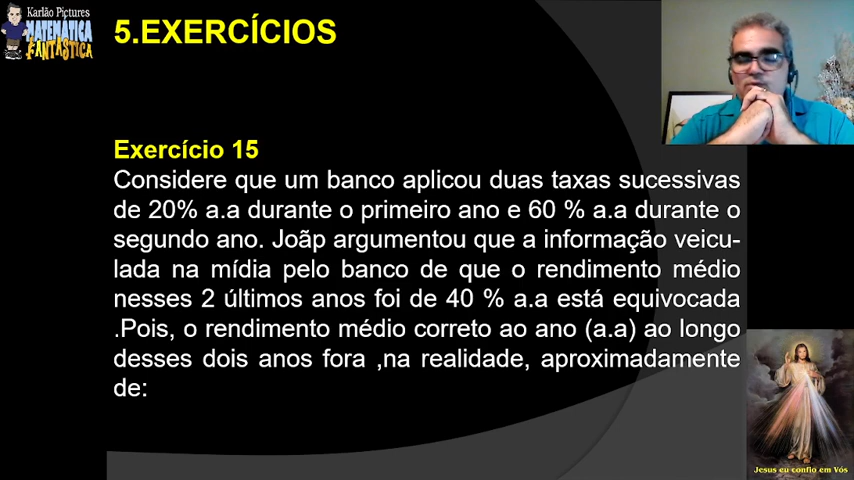 Karlão Pictures
MATEMÁTICA
FANTÁSTICA
5.EXERCÍCIOS
Exercício 15
Considere que um banco aplicou duas taxas sucessivas
de 20% a.a durante o primeiro ano e 60 % a.a durante o
segundo ano. Joãp argumentou que a informação veicu-
lada na mídia pelo banco de que o rendimento médio
nesses 2 últimos anos foi de 40 % a.a está equivocada
.Pois, o rendimento médio correto ao ano (a.a) ao longo
desses dois anos fora ,na realidade, aproximadamente
de:
Jesus eu confio em Vós